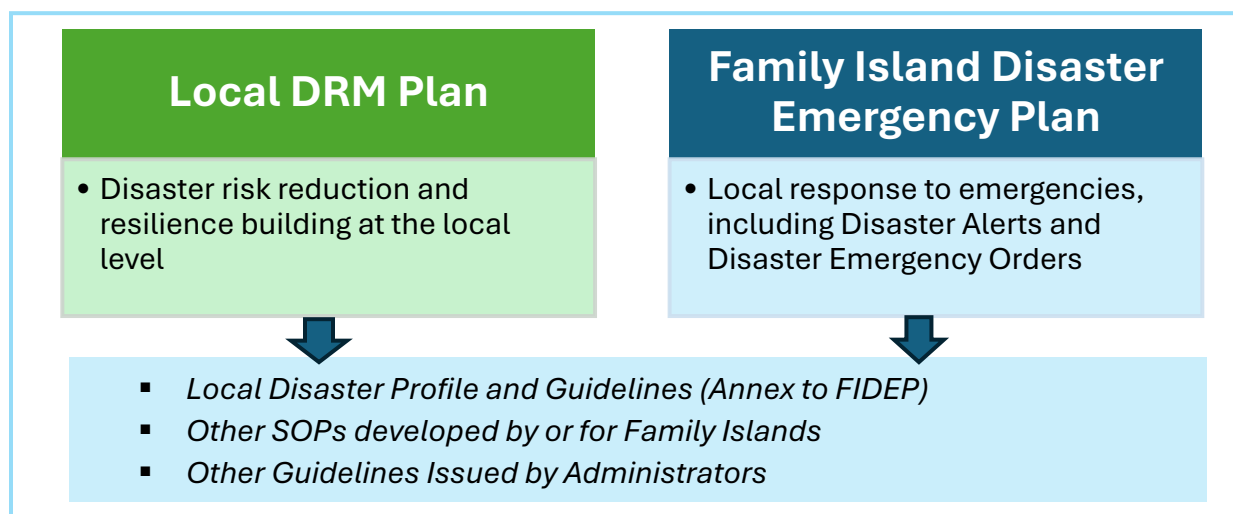 Local DRM Plan
• Disaster risk reduction and
resilience building at the local
level
Family Island Disaster
Emergency Plan
• Local response to emergencies,
including Disaster Alerts and
Disaster Emergency Orders
▪ Local Disaster Profile and Guidelines (Annex to FIDEP)
▪ Other SOPs developed by or for Family Islands
▪ Other Guidelines Issued by Administrators